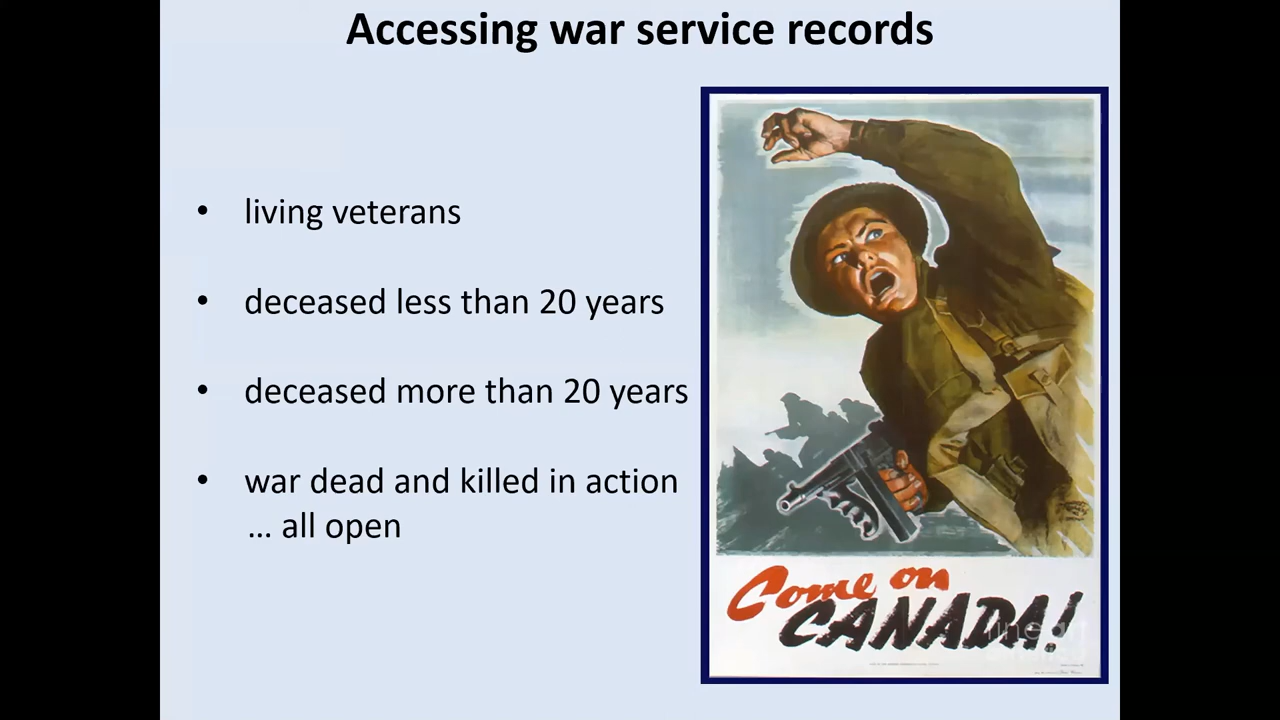 Accessing war service records
• living veterans
• deceased less than 20 years
• deceased more than 20 years
• war dead and killed in action
... all open
Come on
CANADA!